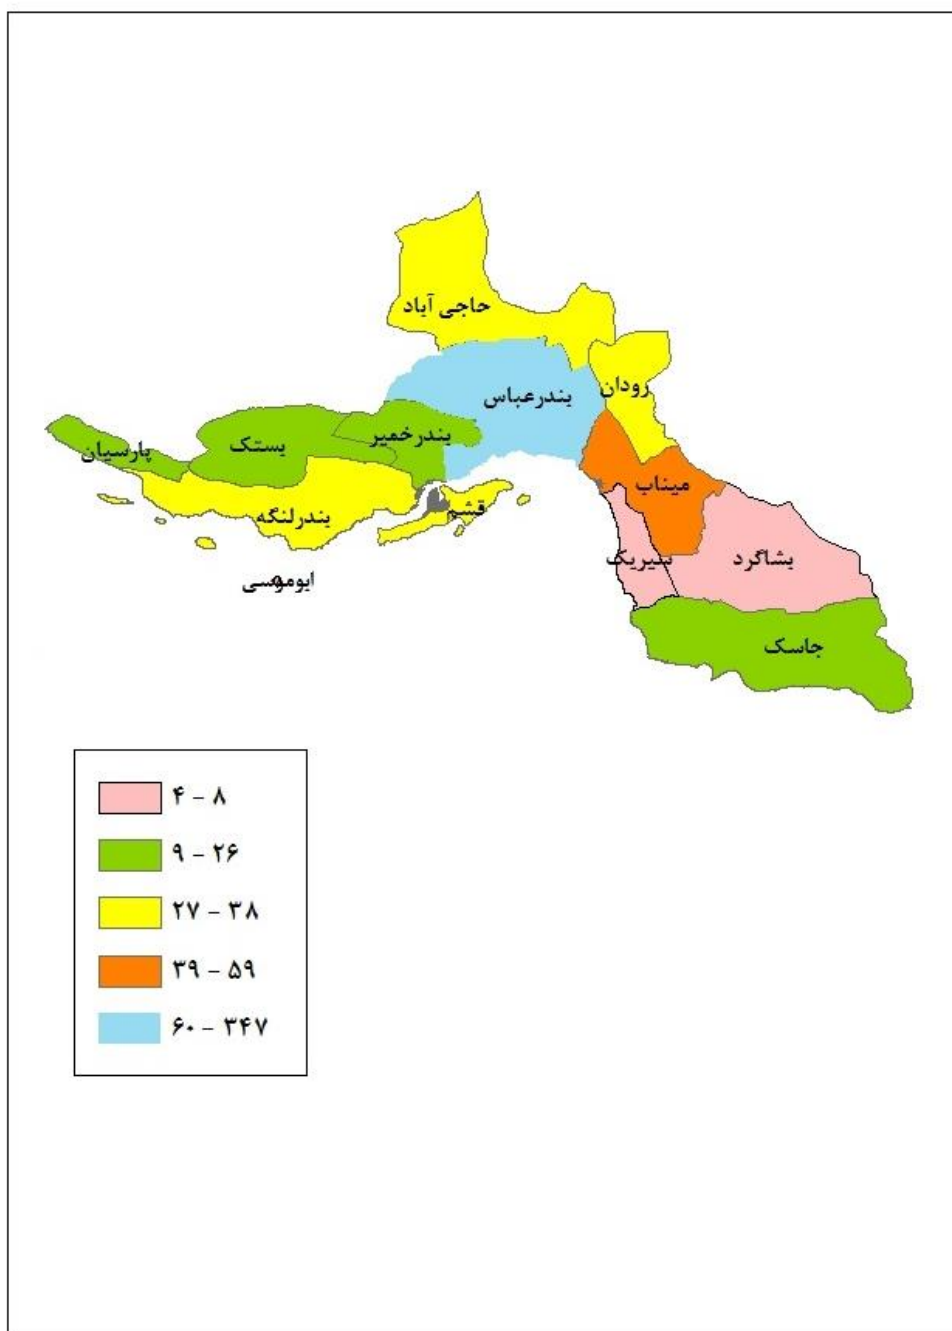 حاجی آباد
رودان
بندرعباس
بندرخمیر
بستک
پارسیان
میناب
قشم
بندرلنگه
بشاگرد
ابوموسی
جاسک
۴ - ۸
۹ - ۲۶
۲۷ - ۳۸
۳۹ - ۵۹
۶۰ - ۳۴۷